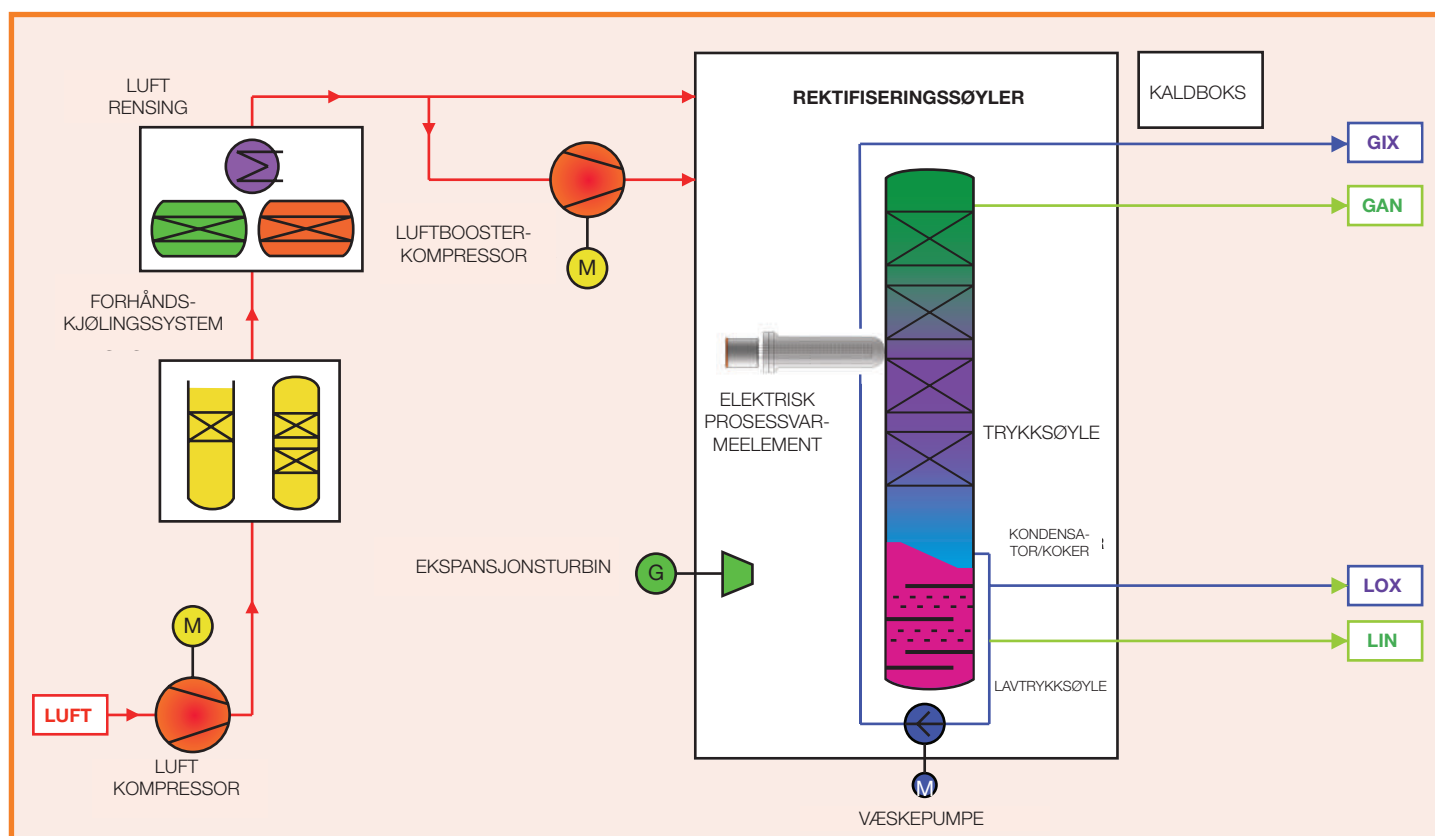 LUFT
RENSING
REKTIFISERINGSSØYLER
KALDBOKS
GIX
GAN
LUFTBOOSTER-
KOMPRESSOR
M
FORHÅNDS-
KJØLINGSSYSTEM
ELEKTRISK
PROSESSVAR-
MEELEMENT
TRYKKSØYLE
KONDENSA-
TOR/KOKER
EKSPANSJONSTURBIN
G
LOX
LIN
M
LAVTRYKKSØYLE
LUFT
LUFT
KOMPRESSOR
M
VÆSKEPUMPE